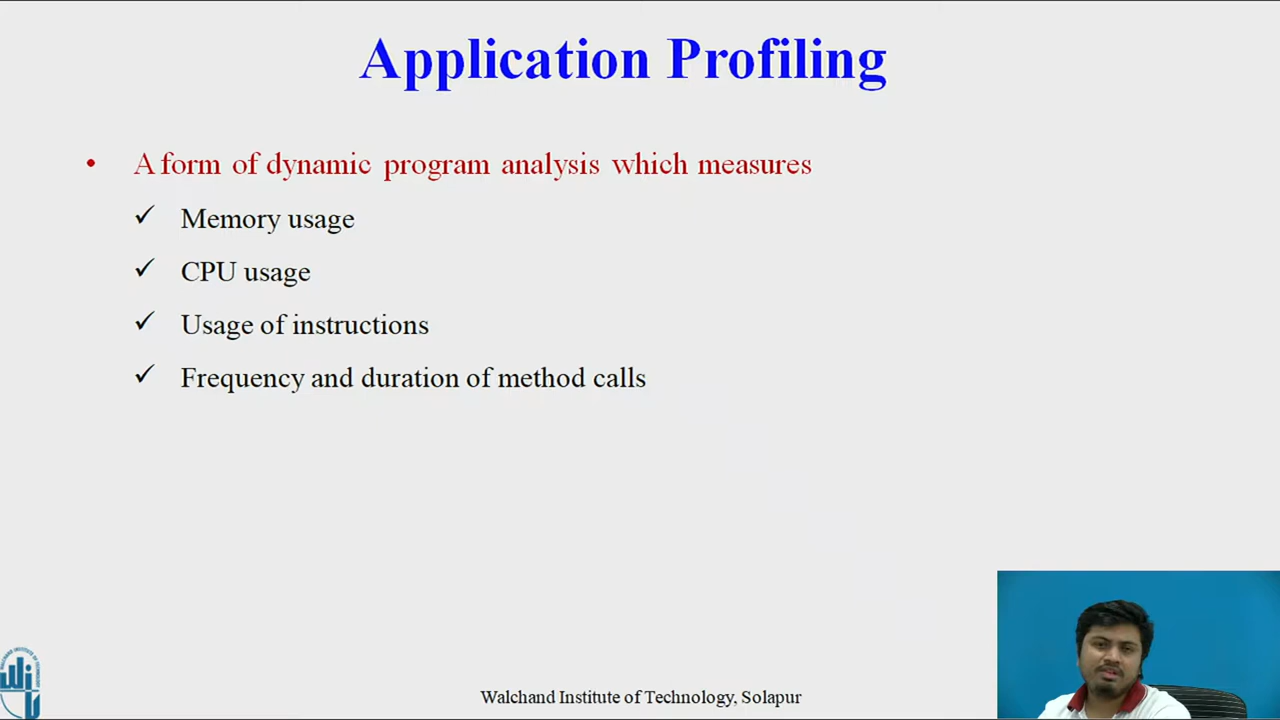 Application Profiling
• A form of dynamic program analysis which measures
✓ Memory usage
✓ CPU usage
✓ Usage of instructions
✓ Frequency and duration of method calls
Walchand Institute of Technology, Solapur